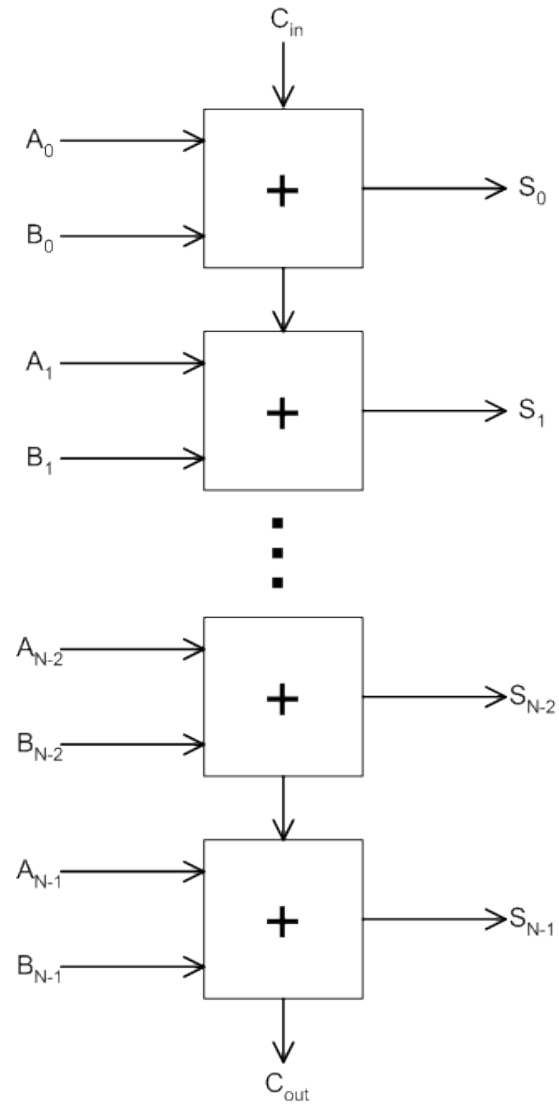 C_in
A_0
+
S_0
B_0
A_1
+
S_1
B_1
A_N-2
+
S_N-2
B_N-2
A_N-1
+
S_N-1
B_N-1
C_out